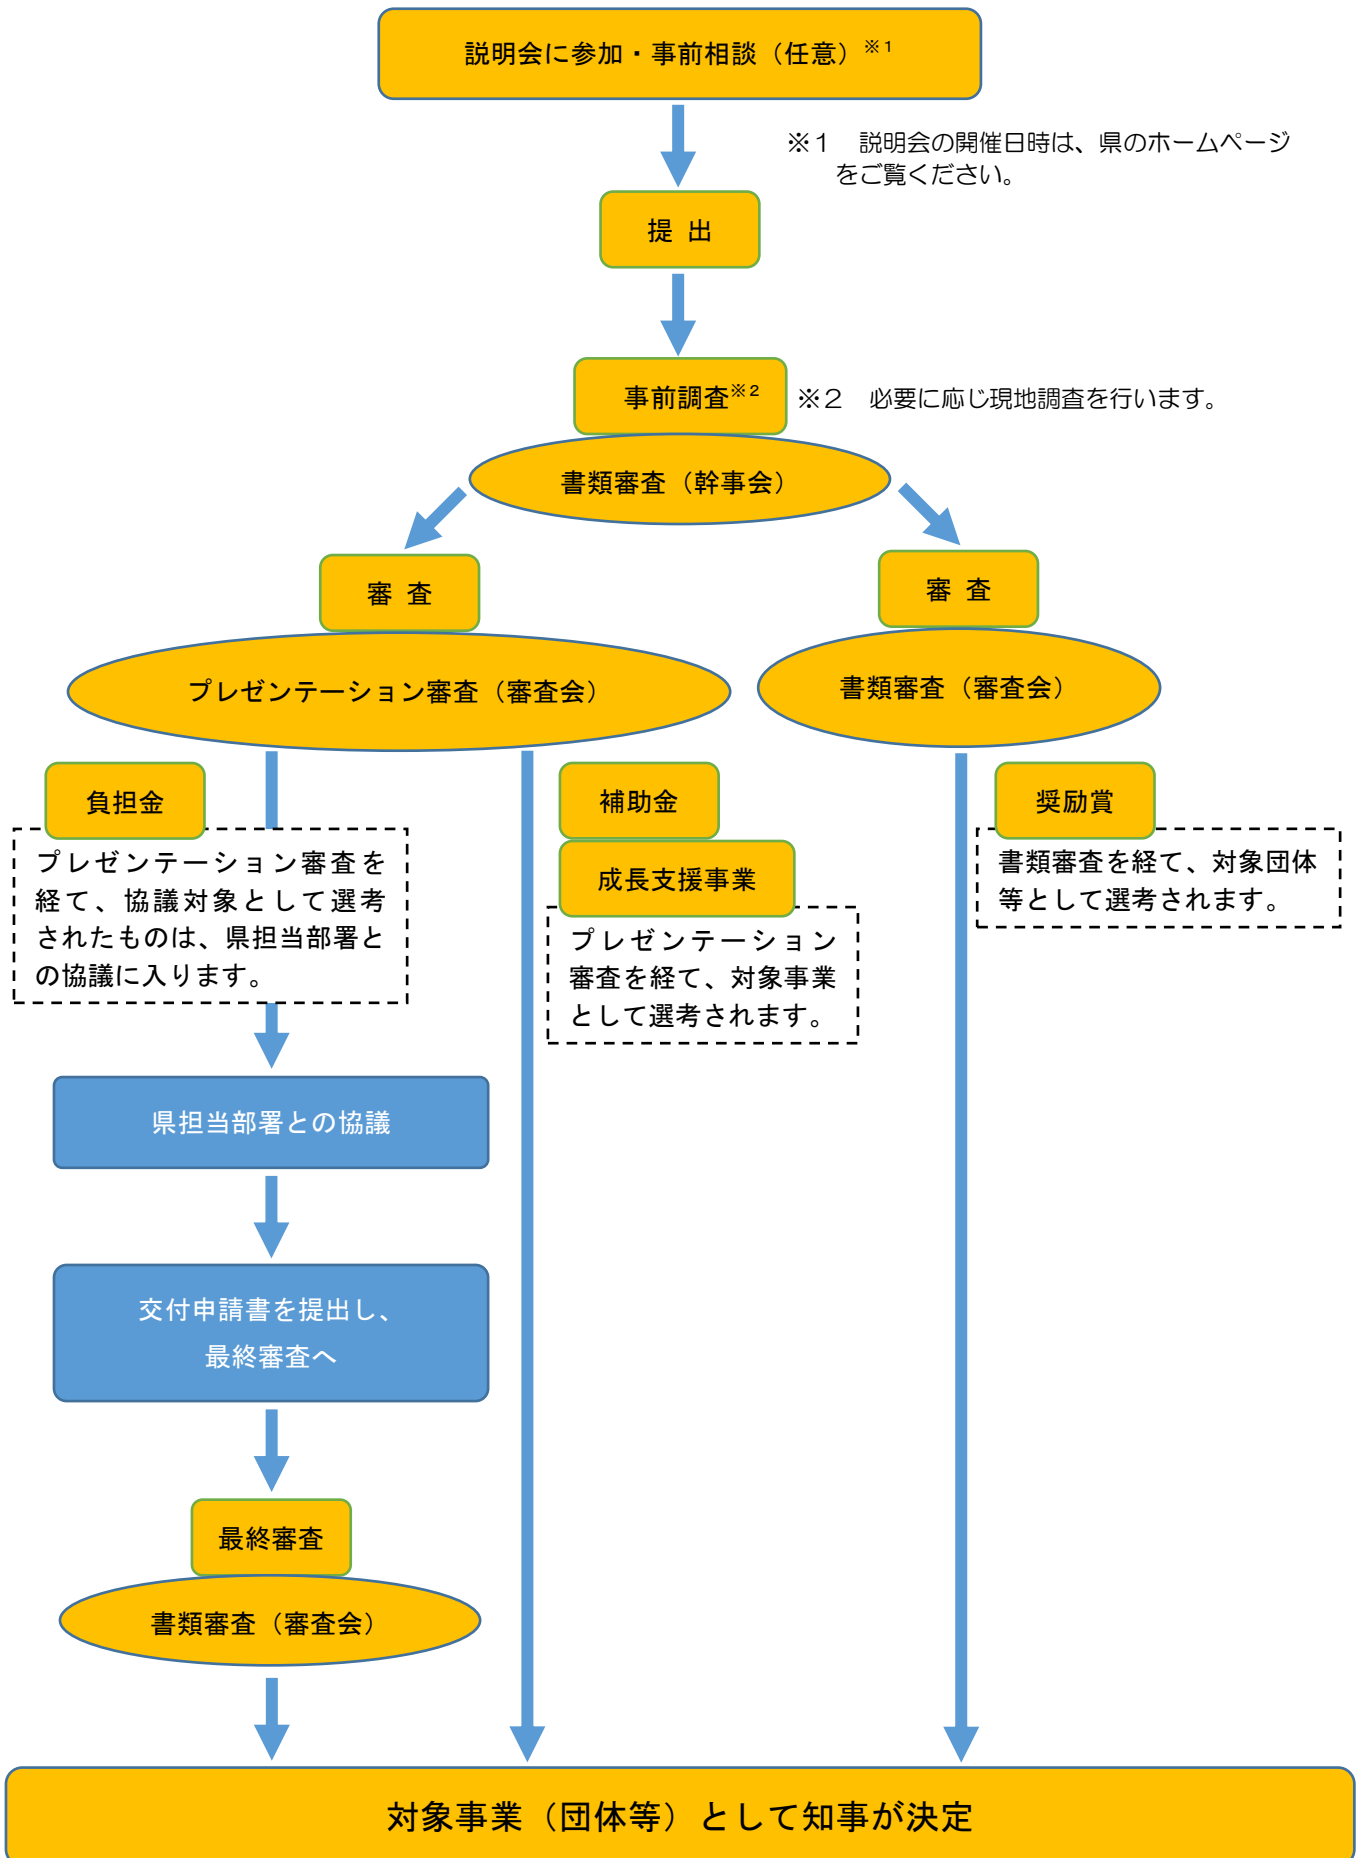 説明会に参加・事前相談（任意）※1
※１　説明会の開催日時は、県のホームページ
をご覧ください。
提 出
事前調査※2
※２　必要に応じ現地調査を行います。
書類審査（幹事会）
審 査
審 査
プレゼンテーション審査（審査会）
書類審査（審査会）
負担金
プレゼンテーション審査を
経て、協議対象として選考
されたものは、県担当部署と
の協議に入ります。
補助金
成長支援事業
プレゼンテーション
審査を経て、対象事業
として選考されます。
奨励賞
書類審査を経て、対象団体
等として選考されます。
県担当部署との協議
交付申請書を提出し、
最終審査へ
最終審査
書類審査（審査会）
対象事業（団体等）として知事が決定